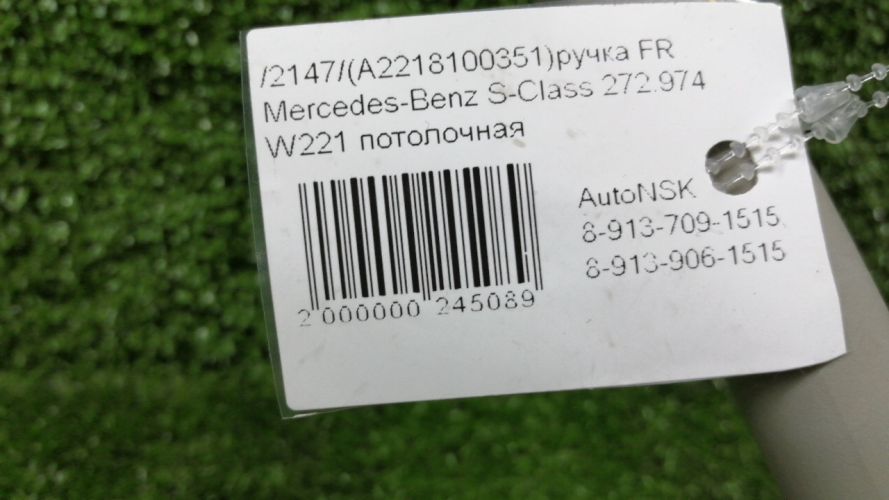 /2147/(A2218100351)ручка FR
Mercedes-Benz S-Class 272.974
W221 потолочная
2 000000 245089
AutoNSK
8-913-709-1515
8-913-906-1515